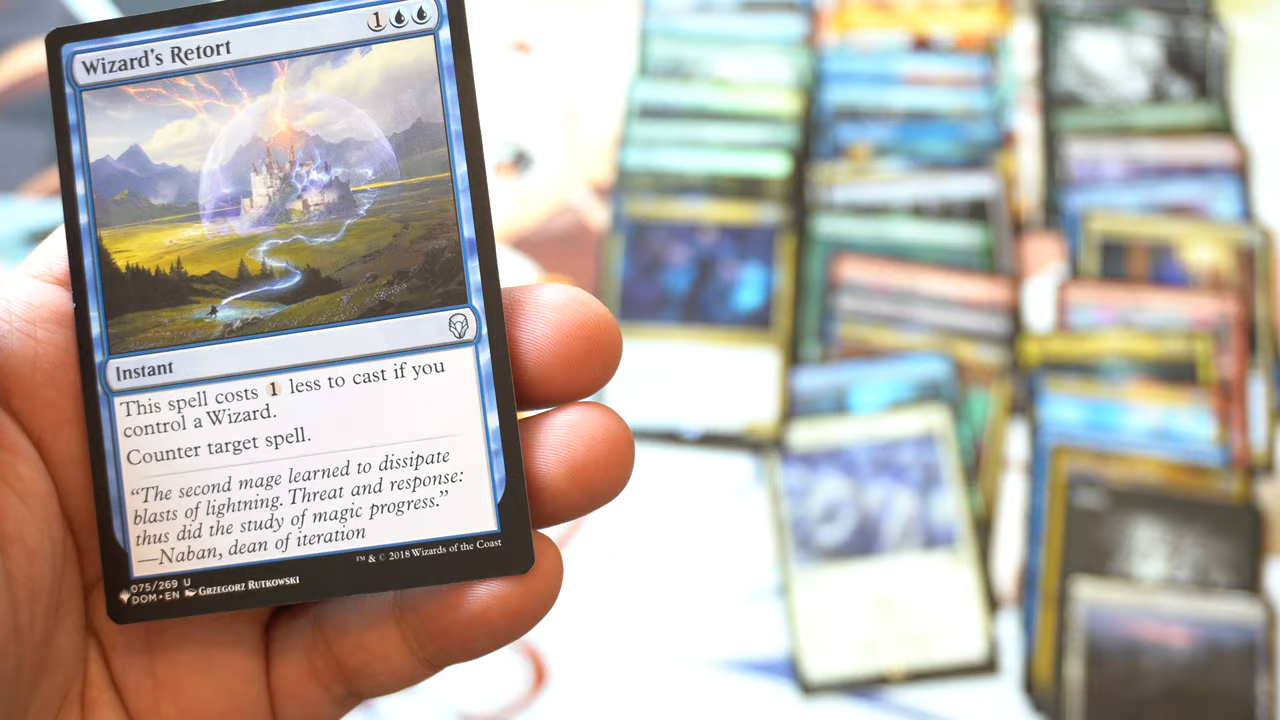 Wizard's Retort 1
Instant
This spell costs 1 less to cast if you
control a Wizard.
Counter target spell.
“The second mage learned to dissipate
blasts of lightning. Threat and response:
thus did the study of magic progress.”
—Naban, dean of iteration
™ & © 2018 Wizards of the Coast
075/269 U
DOM • EN GRZEGORZ RUTKOWSKI